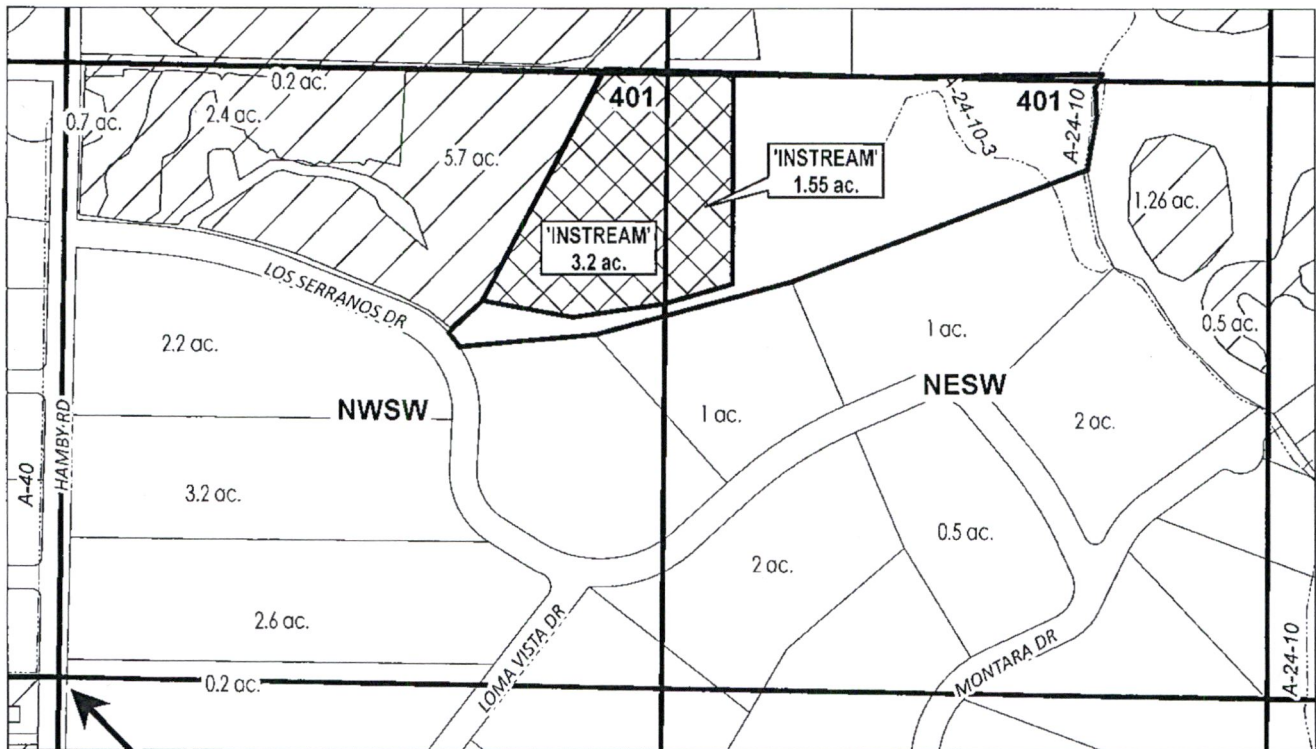 0.2 ac.
401
401
A-24-10-3
A-24-10
0.7 ac.
2.4 ac.
5.7 ac.
'INSTREAM'
1.55 ac.
1.26 ac.
'INSTREAM'
3.2 ac.
LOS SERRANOS DR
0.5 ac.
2.2 ac.
1 ac.
NWSW
NESW
1 ac.
2 ac.
A-40
HAMBY RD
3.2 ac.
0.5 ac.
2 ac.
2.6 ac.
LOMA VISTA DR
MONTARA DR
A-24-10
0.2 ac.